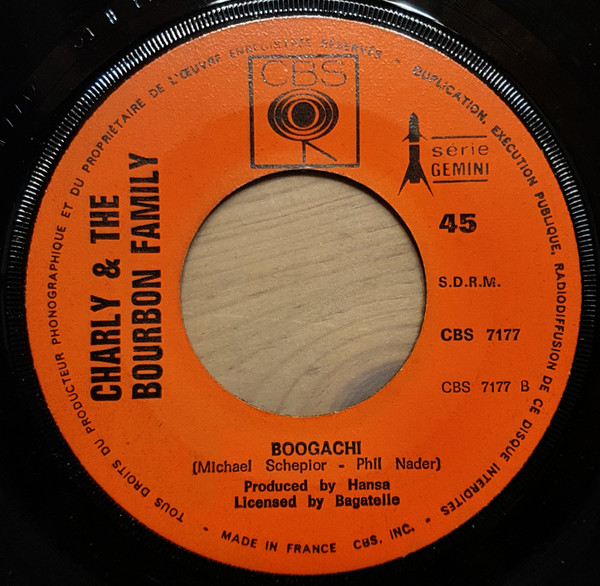 TOUS DROITS DU PRODUCTEUR PHONOGRAPHIQUE ET DU PROPRIÉTAIRE DE L'ŒUVRE ENREGISTRÉE RÉSERVÉS - DUPLICATION, EXÉCUTION PUBLIQUE, RADIODIFFUSION DE CE DISQUE INTERDITES
CBS
série
GEMINI
CHARLY & THE
BOURBON FAMILY
45
S.D.R.M.
CBS 7177
CBS 7177 B
BOOGACHI
(Michael Schepior - Phil Nader)
Produced by Hansa
Licensed by Bagatelle
- MADE IN FRANCE CBS, INC. -